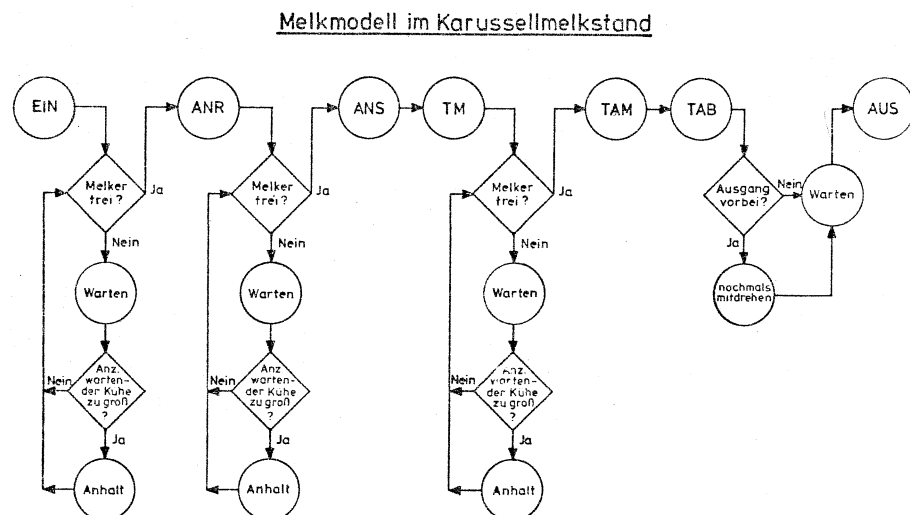 Melkmodell im Karussellmelkstand
EIN
Melker
frei?
Ja
Nein
Warten
Anz.
warten-
der Kühe
zu groß
?
Nein
Ja
Anhalt
ANR
Melker
frei?
Ja
Nein
Warten
Anz.
warten-
der Kühe
zu groß
?
Nein
Ja
Anhalt
ANS
TM
Melker
frei?
Ja
Nein
Warten
Anz.
warten-
der Kühe
zu groß
?
Nein
Ja
Anhalt
TAM
TAB
Ausgang
vorbei?
Nein
Ja
nochmals
mitdrehen
Warten
AUS